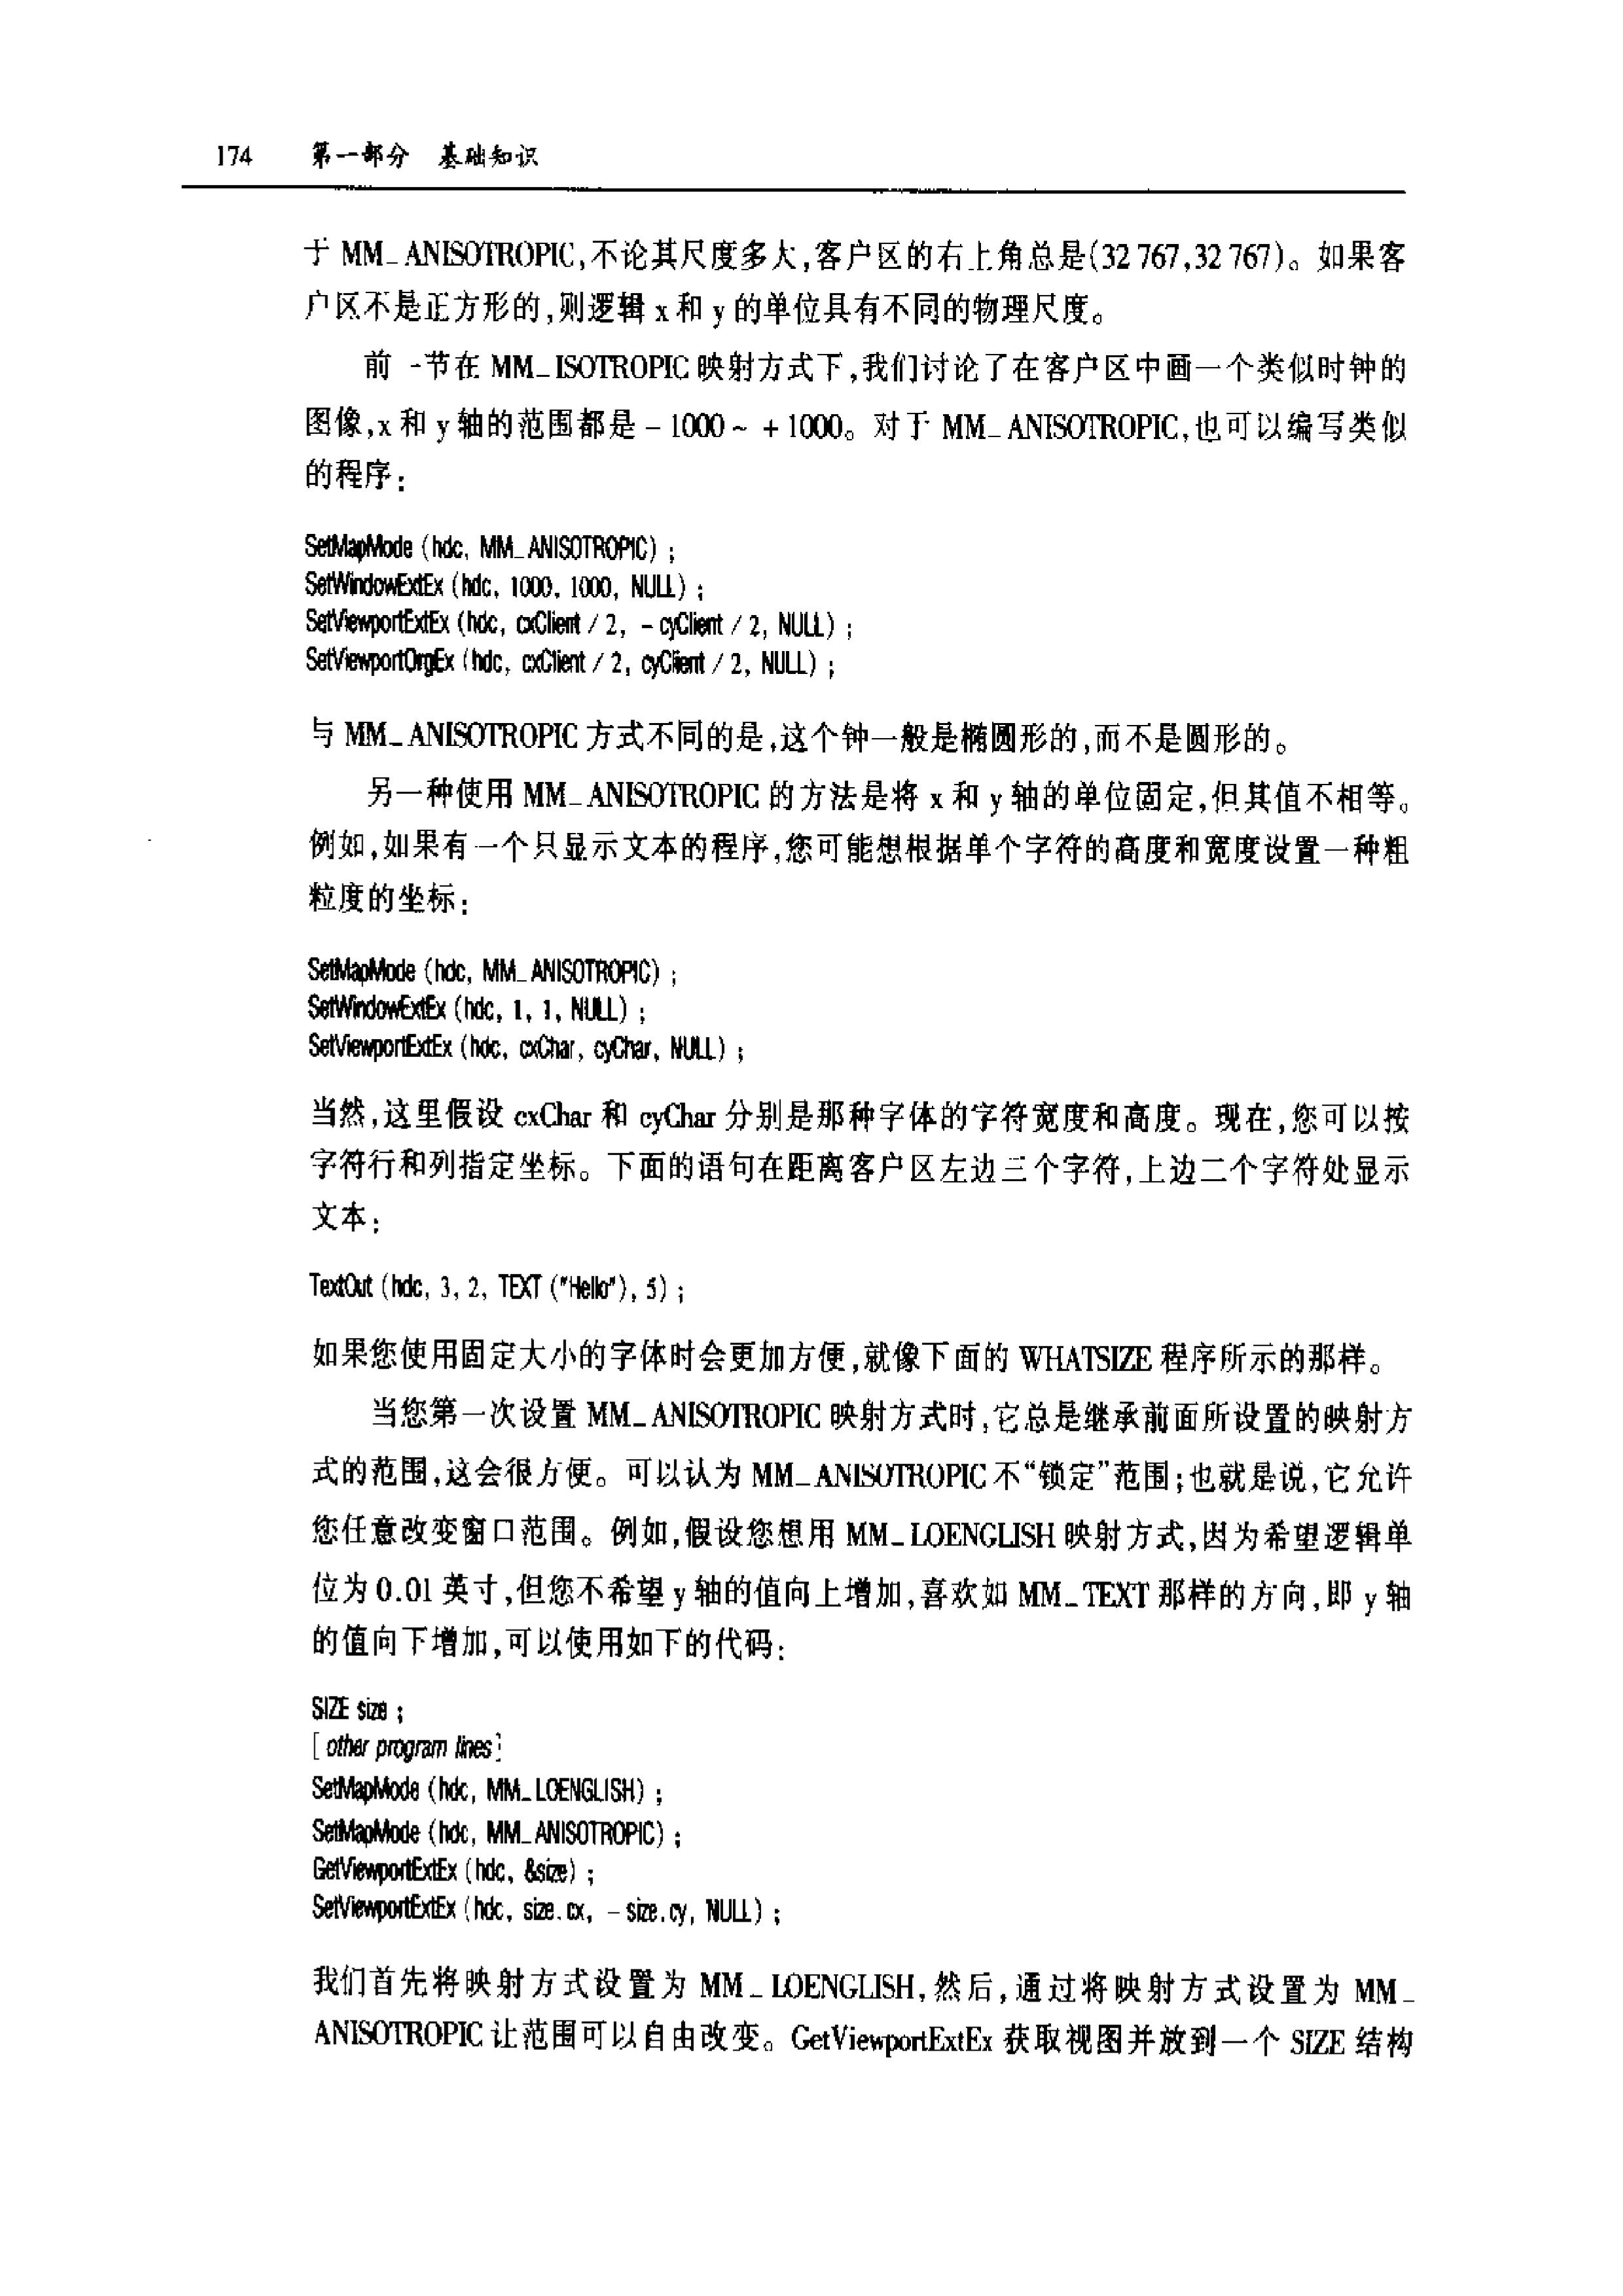 174 第一部分 基础知识
于 MM_ANISOTROPIC,不论其尺度多大,客户区的右上角总是(32 767,32 767)。如果客
户区不是正方形的,则逻辑 x 和 y 的单位具有不同的物理尺度。
前一节在 MM_ISOTROPIC 映射方式下,我们讨论了在客户区中画一个类似时钟的
图像,x 和 y 轴的范围都是 - 1000 ~ + 1000。对于 MM_ANISOTROPIC,也可以编写类似
的程序:
SetMapMode (hdc, MM_ANISOTROPIC) ;
SetWindowExtEx (hdc, 1000, 1000, NULL) ;
SetViewportExtEx (hdc, cxClient / 2, - cyClient / 2, NULL) ;
SetViewportOrgEx (hdc, cxClient / 2, cyClient / 2, NULL) ;
与 MM_ANISOTROPIC 方式不同的是,这个钟一般是椭圆形的,而不是圆形的。
另一种使用 MM_ANISOTROPIC 的方法是将 x 和 y 轴的单位固定,但其值不相等。
例如,如果有一个只显示文本的程序,您可能想根据单个字符的高度和宽度设置一种粗
粒度的坐标:
SetMapMode (hdc, MM_ANISOTROPIC) ;
SetWindowExtEx (hdc, 1, 1, NULL) ;
SetViewportExtEx (hdc, cxChar, cyChar, NULL) ;
当然,这里假设 cxChar 和 cyChar 分别是那种字体的字符宽度和高度。现在,您可以按
字符行和列指定坐标。下面的语句在距离客户区左边三个字符,上边二个字符处显示
文本:
TextOut (hdc, 3, 2, TEXT ("Hello"), 5) ;
如果您使用固定大小的字体时会更加方便,就像下面的 WHATSIZE 程序所示的那样。
当您第一次设置 MM_ANISOTROPIC 映射方式时,它总是继承前面所设置的映射方
式的范围,这会很方便。可以认为 MM_ANISOTROPIC 不“锁定”范围;也就是说,它允许
您任意改变窗口范围。例如,假设您想用 MM_LOENGLISH 映射方式,因为希望逻辑单
位为 0.01 英寸,但您不希望 y 轴的值向上增加,喜欢如 MM_TEXT 那样的方向,即 y 轴
的值向下增加,可以使用如下的代码:
SIZE size ;
[ other program lines]
SetMapMode (hdc, MM_LOENGLISH) ;
SetMapMode (hdc, MM_ANISOTROPIC) ;
GetViewportExtEx (hdc, &size) ;
SetViewportExtEx (hdc, size.cx, - size.cy, NULL) ;
我们首先将映射方式设置为 MM_LOENGLISH,然后,通过将映射方式设置为 MM_
ANISOTROPIC 让范围可以自由改变。GetViewportExtEx 获取视图并放到一个 SIZE 结构